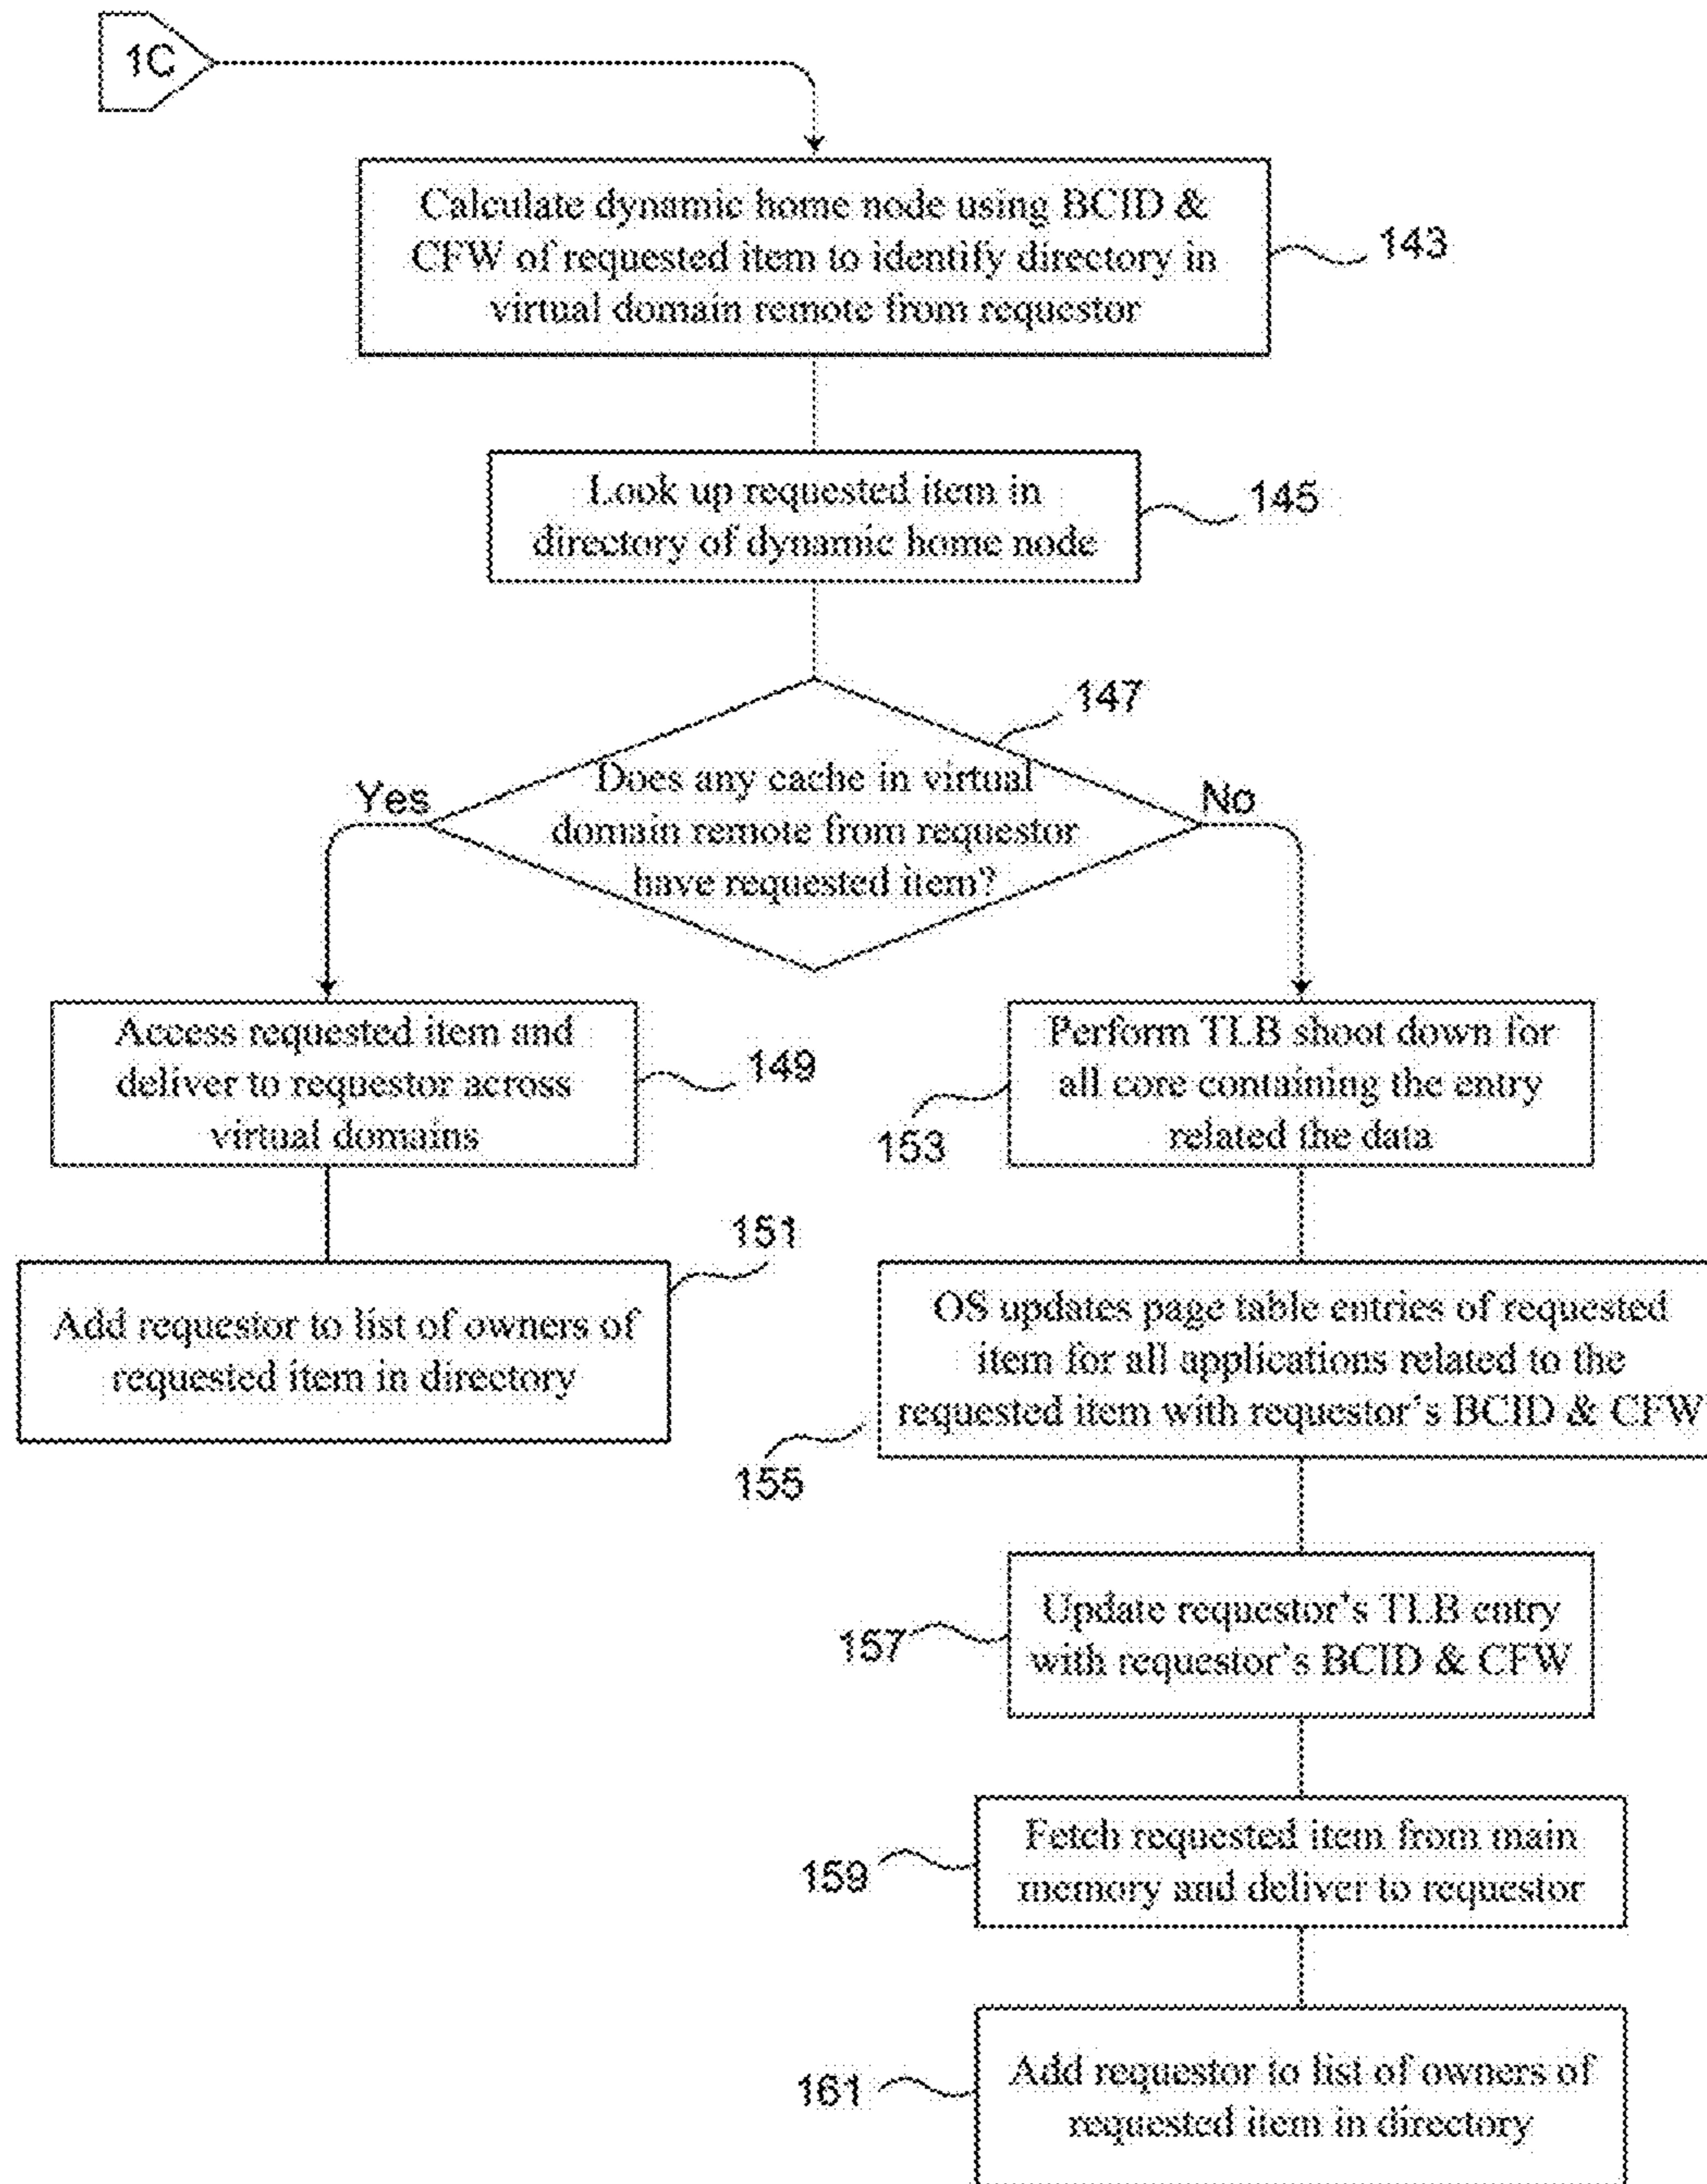 1C
Calculate dynamic home node using BCID &
CFW of requested item to identify directory in
virtual domain remote from requestor
143
Look up requested item in
directory of dynamic home node
145
147
Does any cache in virtual
domain remote from requestor
have requested item?
Yes
No
Access requested item and
deliver to requestor across
virtual domains
149
Perform TLB shoot down for
all core containing the entry
related the data
153
151
Add requestor to list of owners of
requested item in directory
OS updates page table entries of requested
item for all applications related to the
requested item with requestor's BCID & CFW
155
Update requestor's TLB entry
with requestor's BCID & CFW
157
Fetch requested item from main
memory and deliver to requestor
159
Add requestor to list of owners of
requested item in directory
161